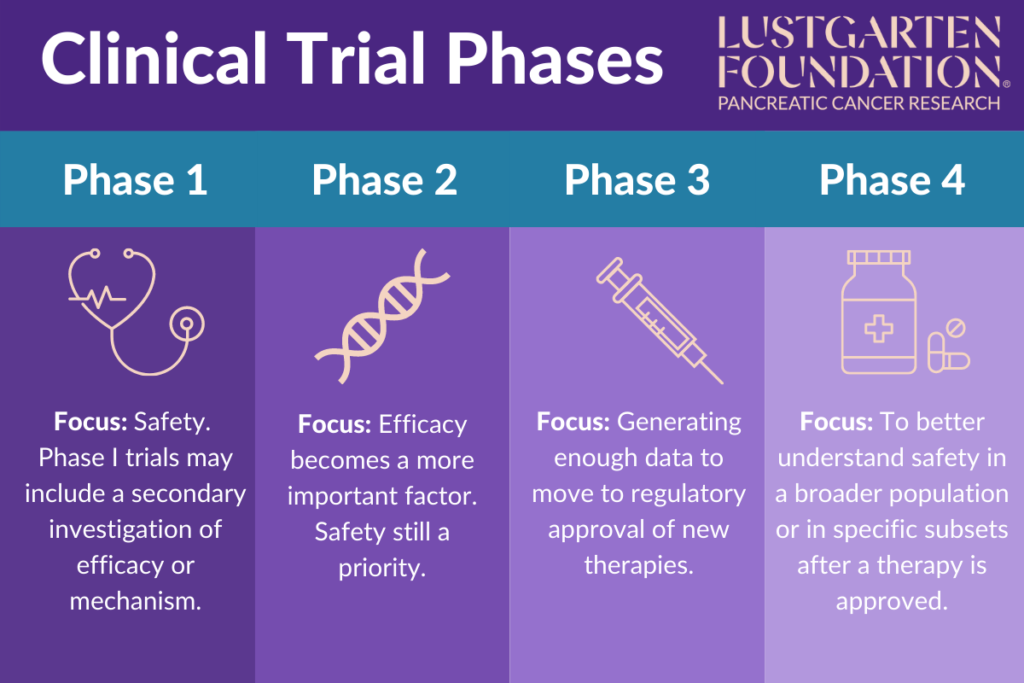 Clinical Trial Phases
LUSTGARTEN
FOUNDATION®
PANCREATIC CANCER RESEARCH
Phase 1
Phase 2
Phase 3
Phase 4
Focus: Safety.
Phase I trials may
include a secondary
investigation of
efficacy or
mechanism.
Focus: Efficacy
becomes a more
important factor.
Safety still a
priority.
Focus: Generating
enough data to
move to regulatory
approval of new
therapies.
Focus: To better
understand safety in
a broader population
or in specific subsets
after a therapy is
approved.